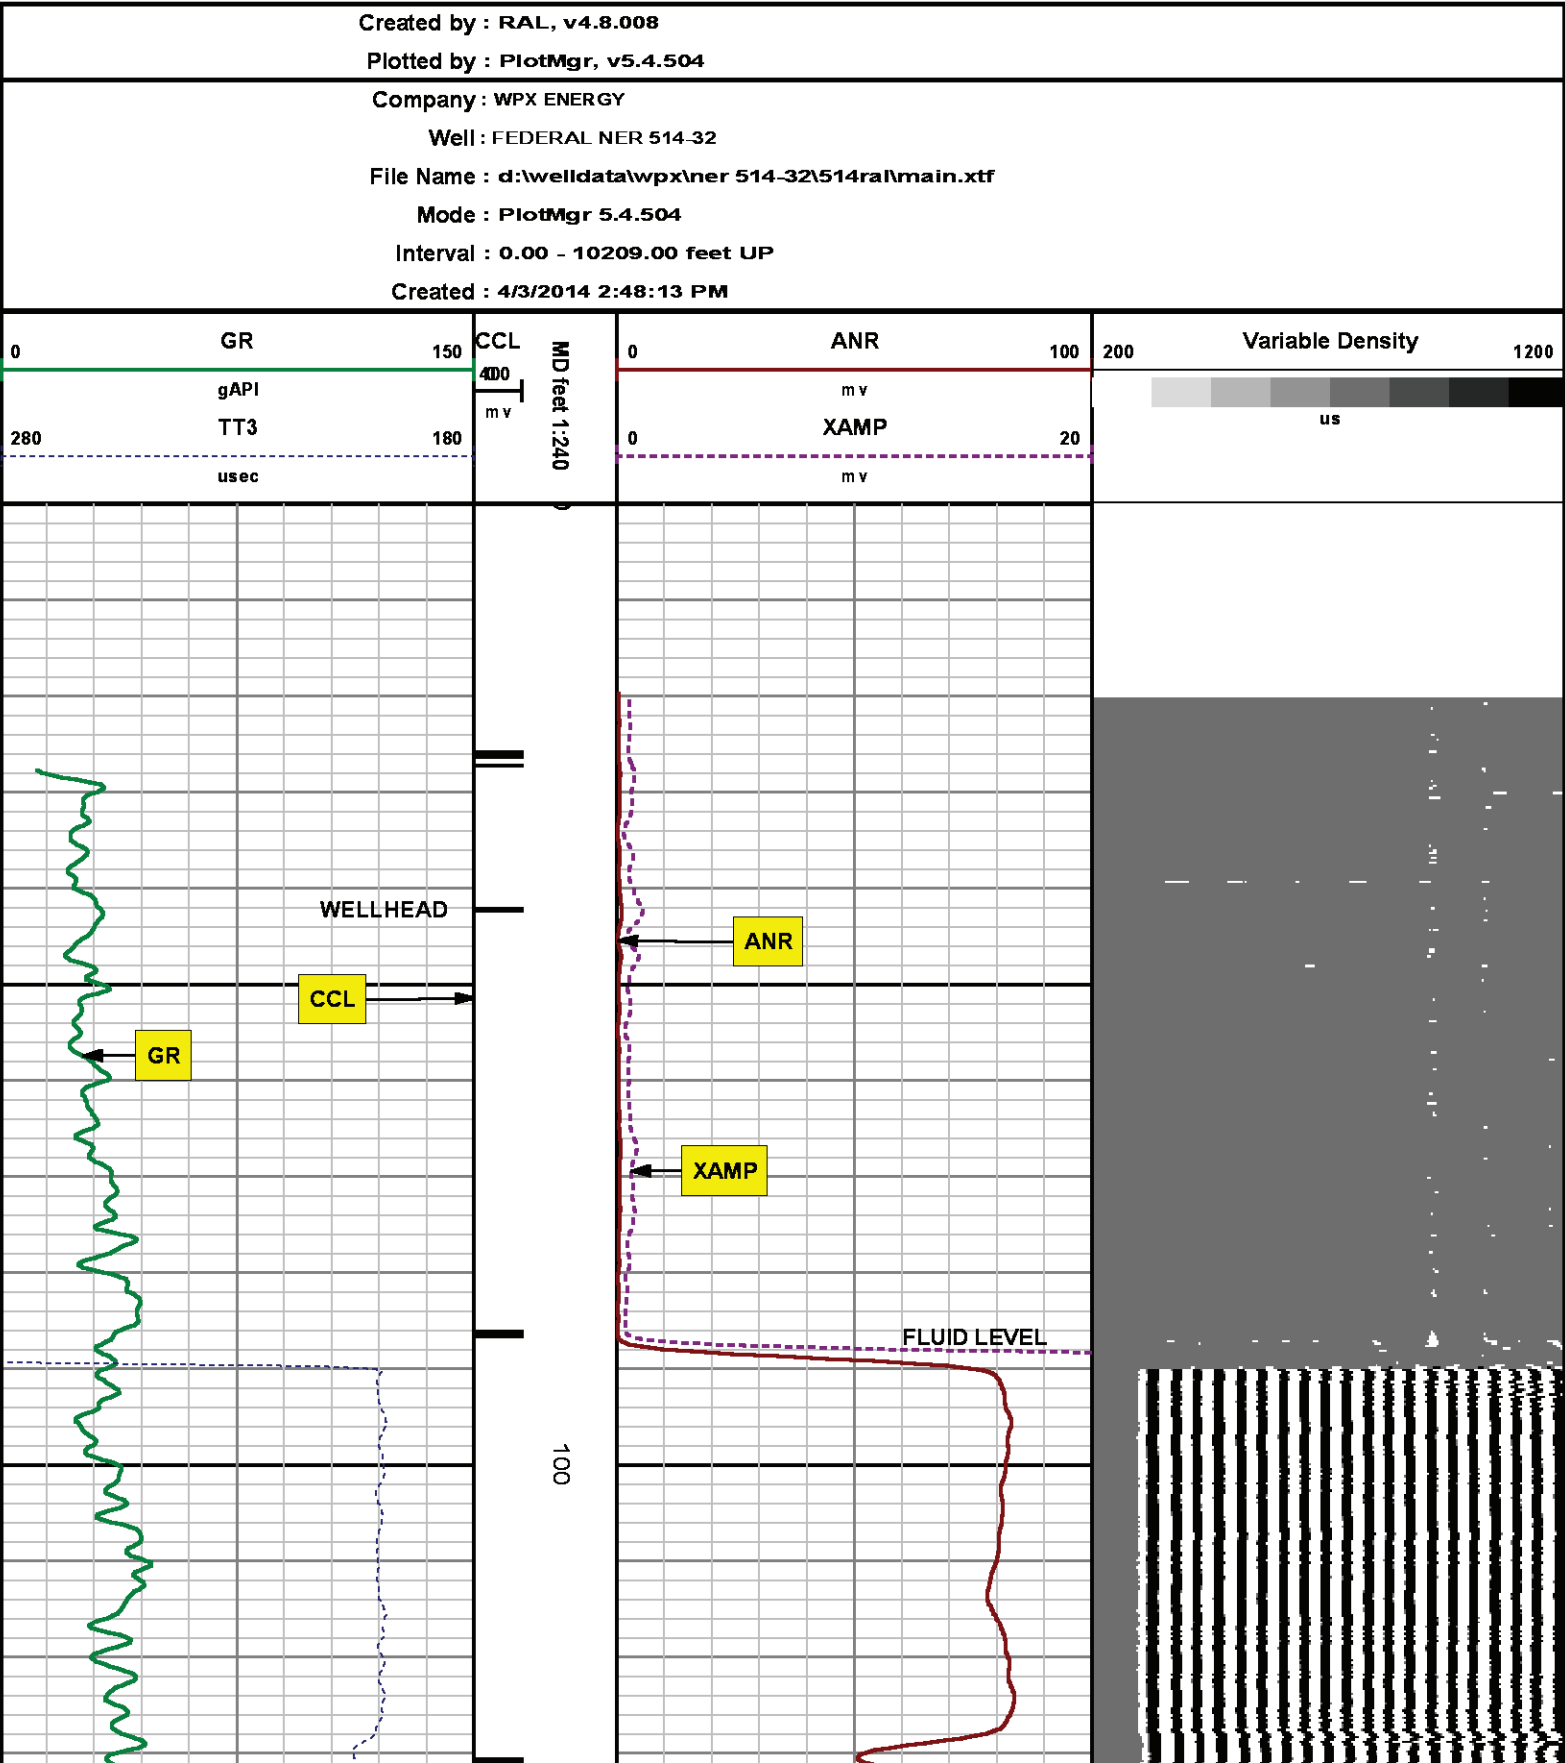 Created by : RAL, v4.8.008
Plotted by : PlotMgr, v5.4.504
Company : WPX ENERGY
Well : FEDERAL NER 514-32
File Name : d:\welldata\wpx\ner 514-32\514ral\main.xtf
Mode : PlotMgr 5.4.504
Interval : 0.00 - 10209.00 feet UP
Created : 4/3/2014 2:48:13 PM
0 GR 150
gAPI
280 TT3 180
usec
CCL
mv
MD feet 1:240
0 ANR 100
mv
0 XAMP 20
mv
200 Variable Density 1200
us
WELLHEAD
ANR
CCL
GR
XAMP
FLUID LEVEL
100